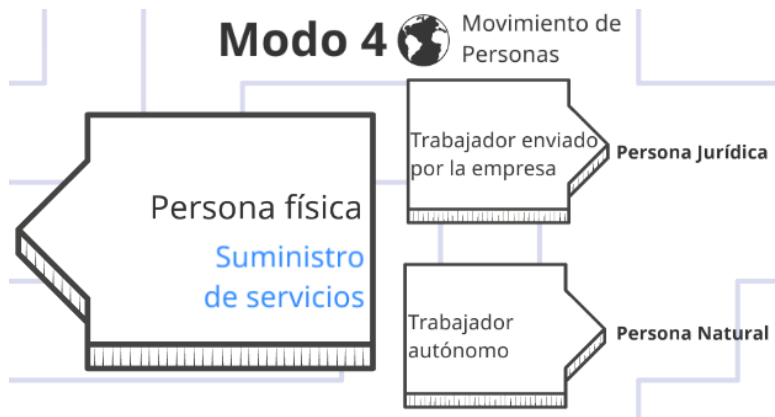 Modo 4
Movimiento de
Personas
Persona física
Suministro
de servicios
Trabajador enviado
por la empresa
Persona Jurídica
Trabajador
autónomo
Persona Natural